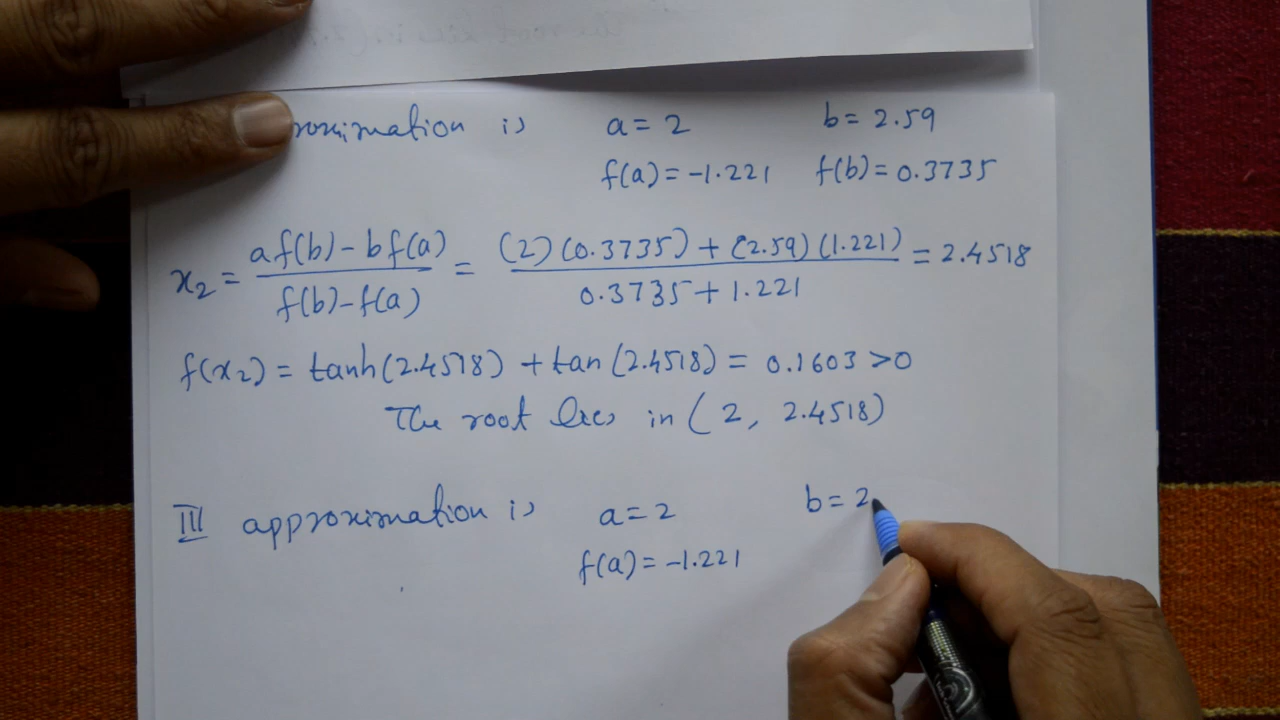 is a = 2 b = 2.59
f(a) = -1.221 f(b) = 0.3735
x₂ = (af(b) - bf(a)) / (f(b) - f(a)) = ((2)(0.3735) + (2.59)(1.221)) / (0.3735 + 1.221) = 2.4518
f(x₂) = tanh(2.4518) + tan(2.4518) = 0.1603 > 0
The root lies in (2, 2.4518)
III approximation is a = 2 b = 2
f(a) = -1.221